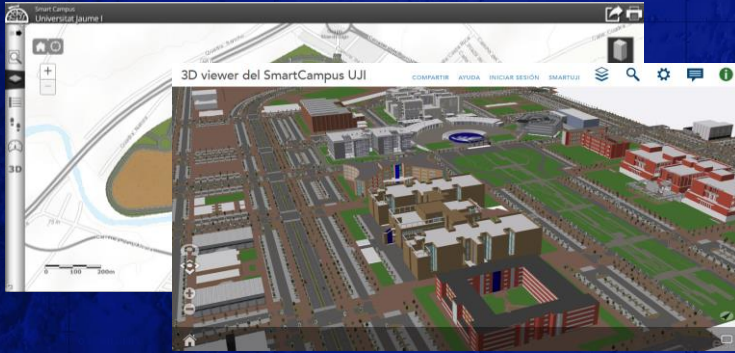 Smart Campus
Universitat Jaume I
3D viewer del SmartCampus UJI
COMPARTIR AYUDA INICIAR SESIÓN SMARTUJI
3D
0 100 200m